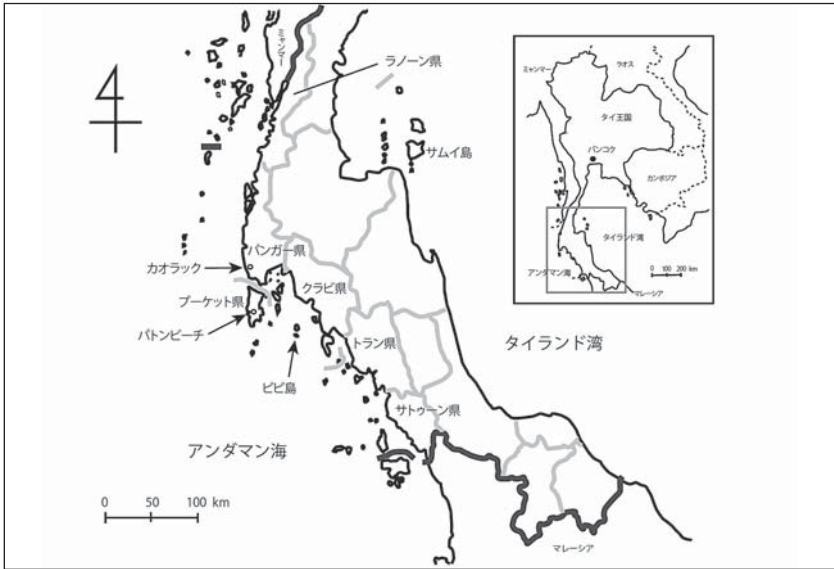 ミャンマー
ラノーン県
サムイ島
パンガー県
カオラック
クラビ県
プーケット県
パトンビーチ
トラン県
ピピ島
タイランド湾
サトゥーン県
アンダマン海
0 50 100 km
マレーシア
ミャンマー
ラオス
タイ王国
バンコク
カンボジア
タイランド湾
アンダマン海
0 100 200 km
マレーシア